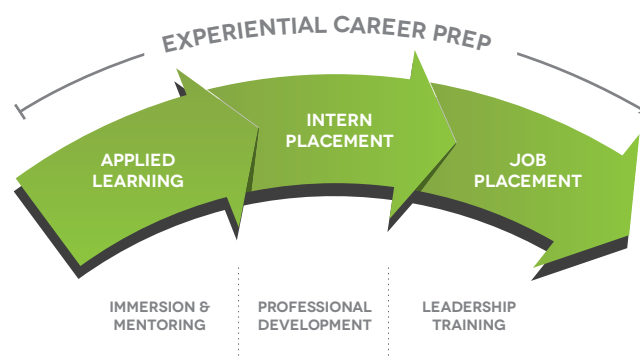 EXPERIENTIAL CAREER PREP
APPLIED
LEARNING
INTERN
PLACEMENT
JOB
PLACEMENT
IMMERSION &
MENTORING
PROFESSIONAL
DEVELOPMENT
LEADERSHIP
TRAINING